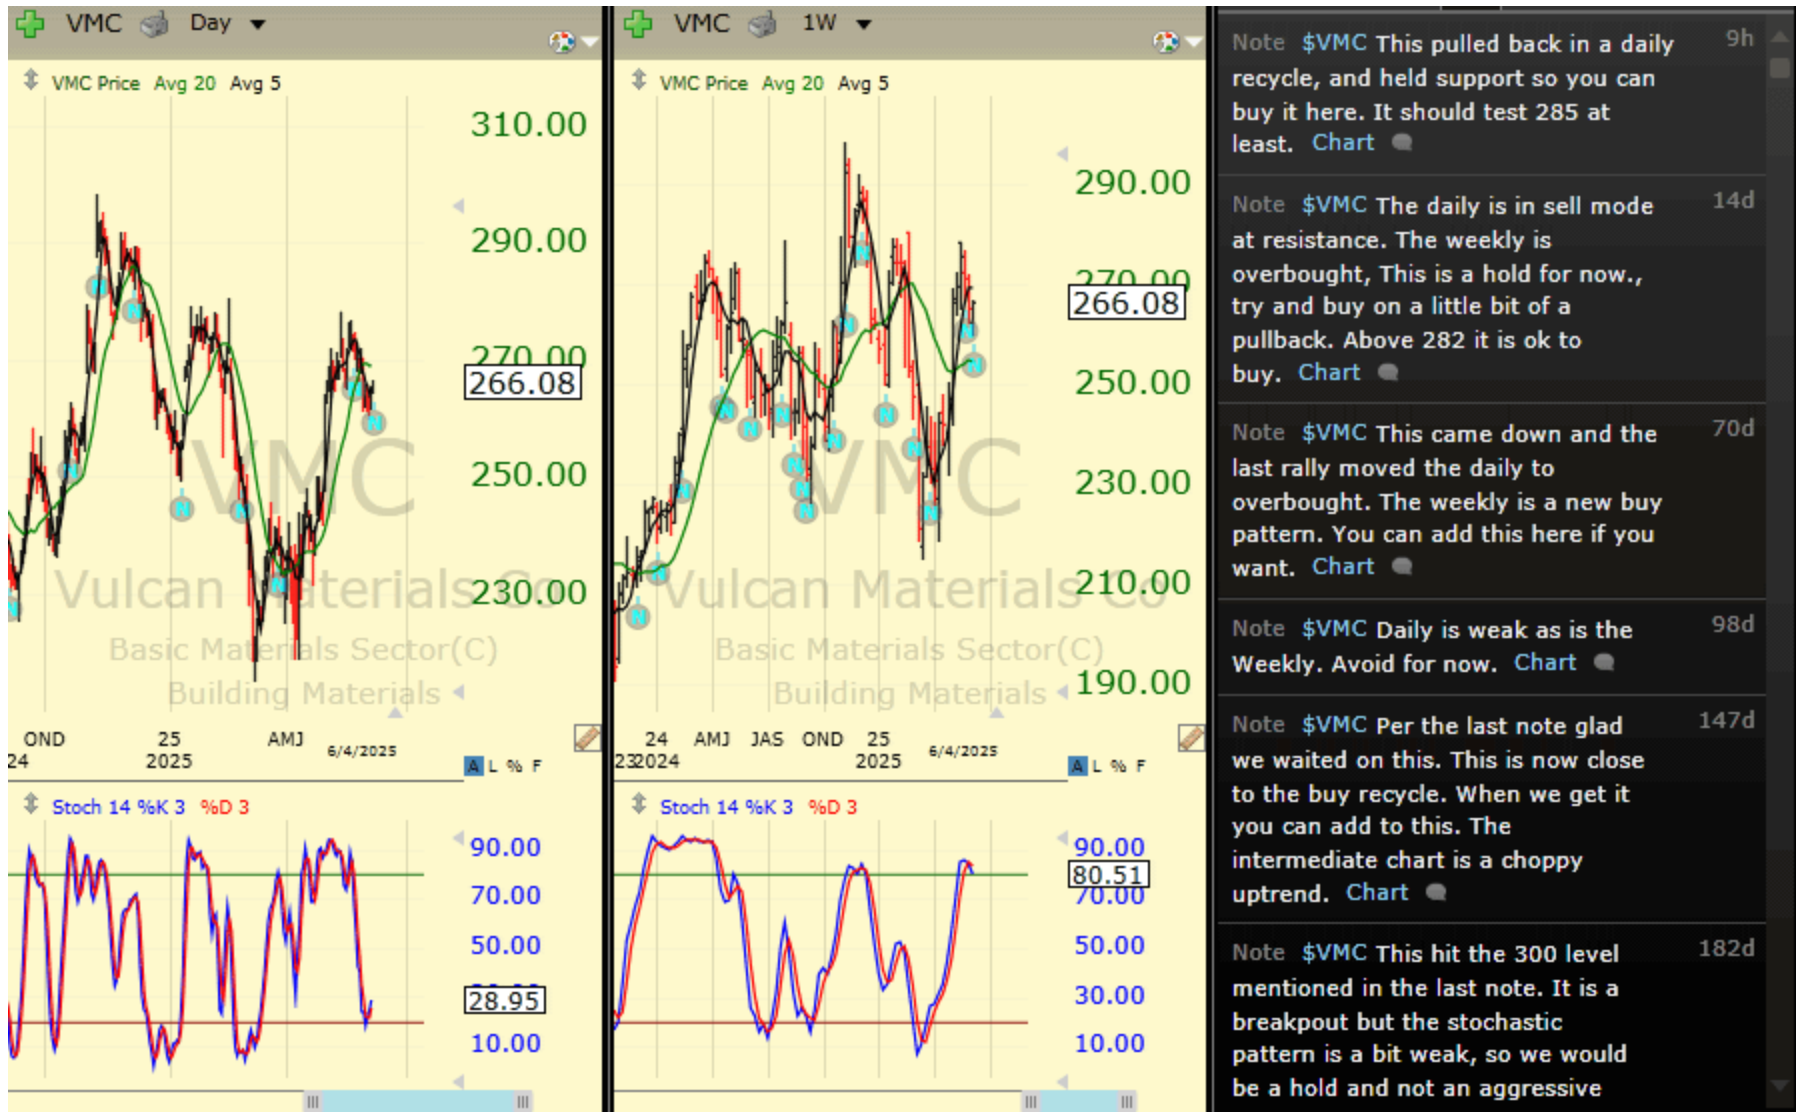 VMC Day
VMC Price Avg 20 Avg 5
310.00
290.00
270.00
266.08
250.00
230.00
VMC
Vulcan Materials Co
Basic Materials Sector(C)
Building Materials
OND 25 AMJ 6/4/2025
24 2025
A L % F
Stoch 14 %K 3 %D 3
90.00
70.00
50.00
28.95
10.00
VMC 1W
VMC Price Avg 20 Avg 5
290.00
270.00
266.08
250.00
230.00
210.00
190.00
VMC
Vulcan Materials Co
Basic Materials Sector(C)
Building Materials
24 AMJ JAS OND 25 6/4/2025
23 2024 2025
A L % F
Stoch 14 %K 3 %D 3
90.00
80.51
70.00
50.00
30.00
10.00
Note $VMC This pulled back in a daily 9h
recycle, and held support so you can
buy it here. It should test 285 at
least. Chart
Note $VMC The daily is in sell mode 14d
at resistance. The weekly is
overbought, This is a hold for now.,
try and buy on a little bit of a
pullback. Above 282 it is ok to
buy. Chart
Note $VMC This came down and the 70d
last rally moved the daily to
overbought. The weekly is a new buy
pattern. You can add this here if you
want. Chart
Note $VMC Daily is weak as is the 98d
Weekly. Avoid for now. Chart
Note $VMC Per the last note glad 147d
we waited on this. This is now close
to the buy recycle. When we get it
you can add to this. The
intermediate chart is a choppy
uptrend. Chart
Note $VMC This hit the 300 level 182d
mentioned in the last note. It is a
breakpout but the stochastic
pattern is a bit weak, so we would
be a hold and not an aggressive